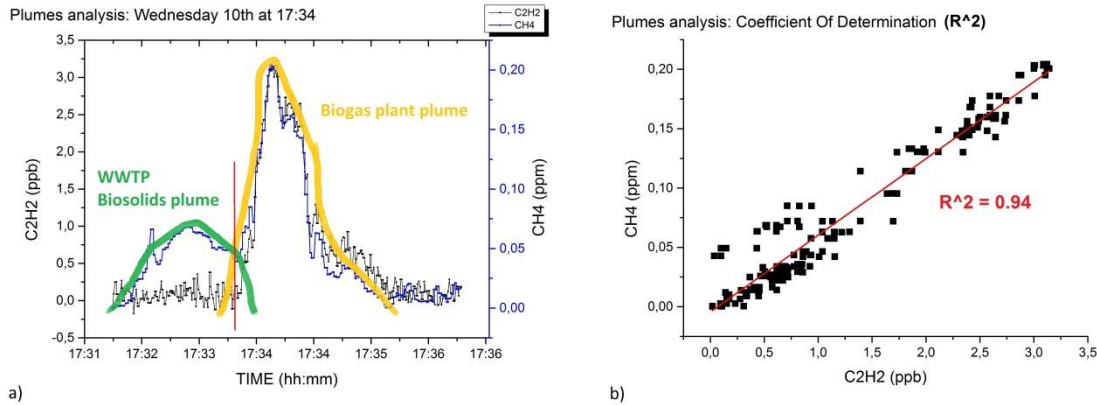 Plumes analysis: Wednesday 10th at 17:34
C2H2
CH4
3,5
3,0
2,5
2,0
1,5
1,0
0,5
0,0
-0,5
C2H2 (ppb)
0,20
0,15
0,10
0,05
0,00
CH4 (ppm)
Biogas plant plume
WWTP
Biosolids plume
17:31 17:32 17:33 17:34 17:34 17:35 17:36 17:36
TIME (hh:mm)
a)
Plumes analysis: Coefficient Of Determination (R^2)
0,20
0,15
0,10
0,05
0,00
CH4 (ppm)
R^2 = 0.94
0,0 0,5 1,0 1,5 2,0 2,5 3,0 3,5
C2H2 (ppb)
b)